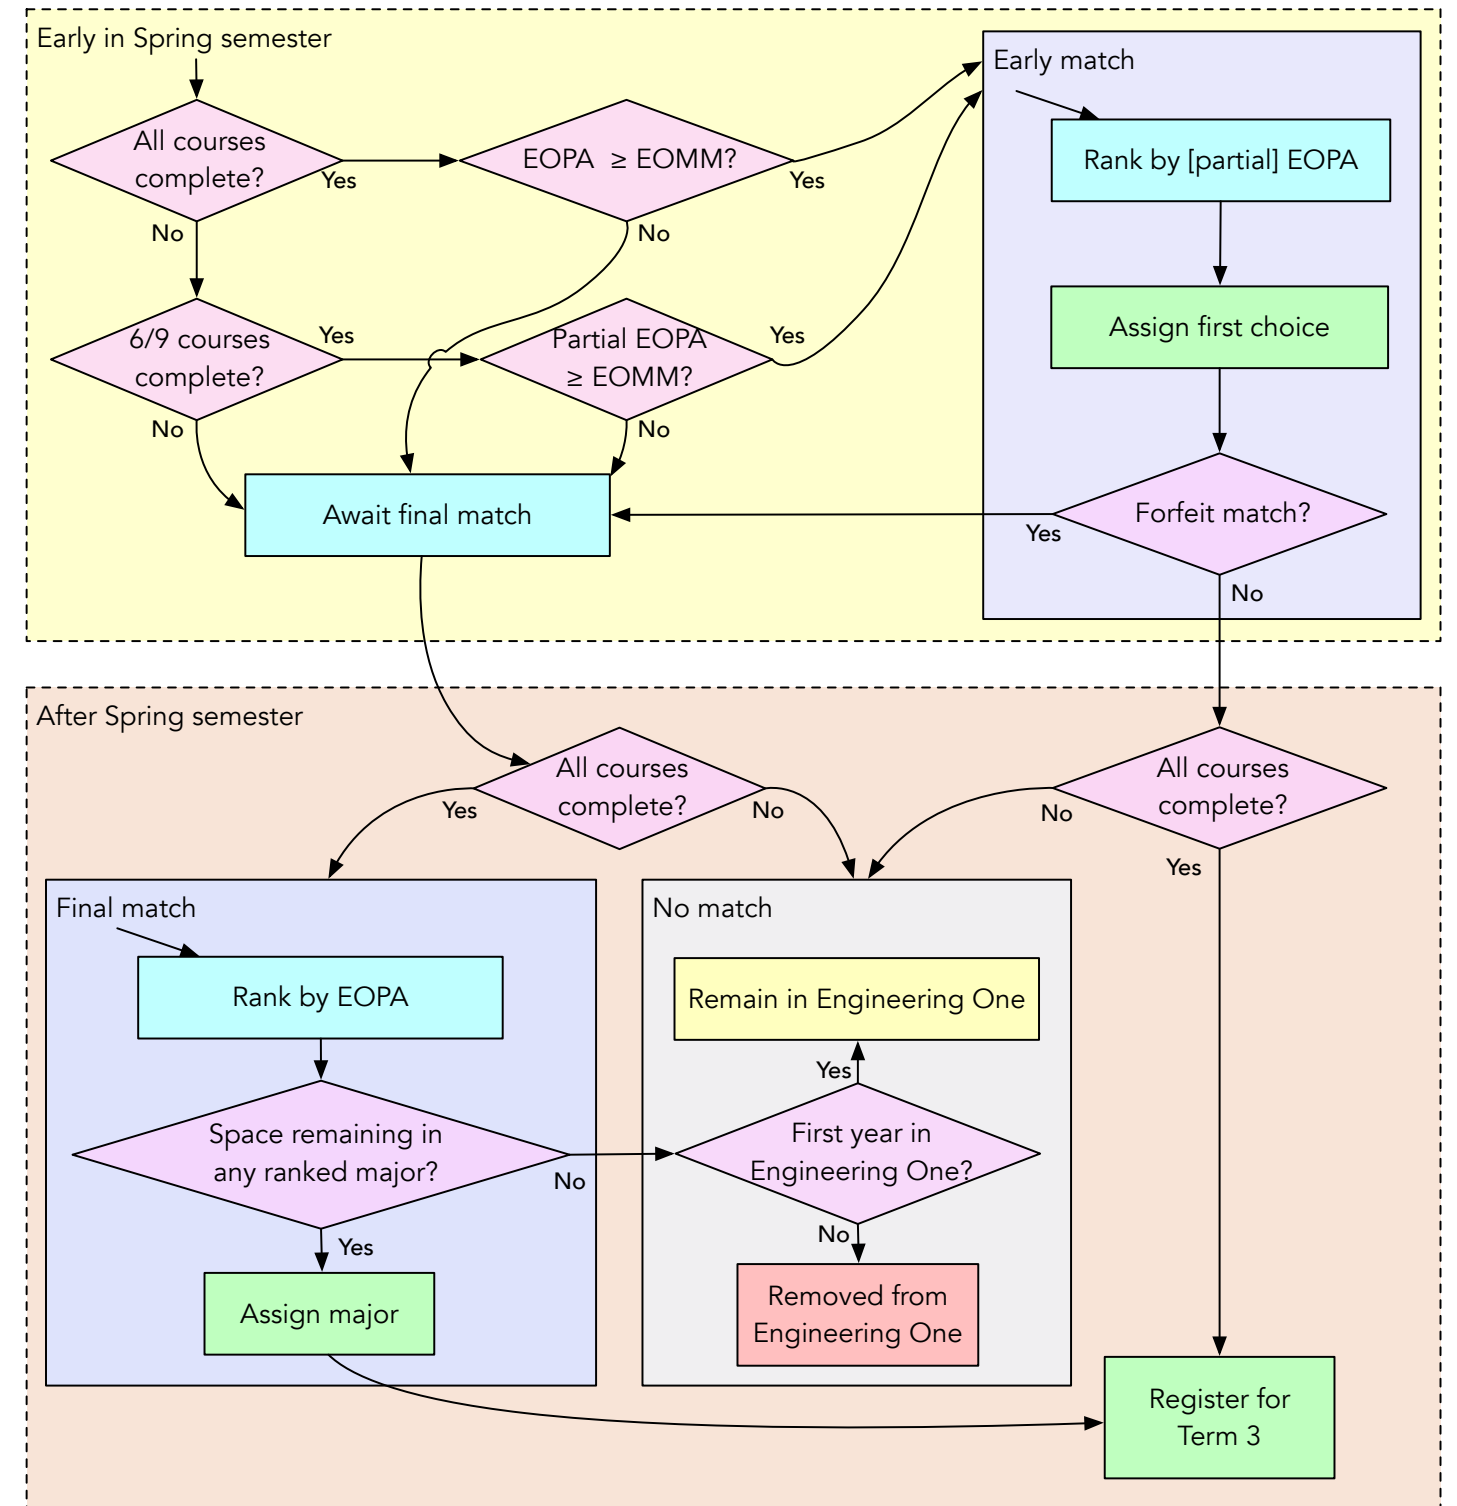 Early in Spring semester
All courses
complete?
Yes
No
EOPA ≥ EOMM?
Yes
No
6/9 courses
complete?
Yes
No
Partial EOPA
≥ EOMM?
Yes
No
Await final match
Early match
Rank by [partial] EOPA
Assign first choice
Forfeit match?
Yes
No
After Spring semester
All courses
complete?
Yes
No
All courses
complete?
No
Yes
Final match
Rank by EOPA
Space remaining in
any ranked major?
No
Yes
Assign major
No match
Remain in Engineering One
Yes
First year in
Engineering One?
No
Removed from
Engineering One
Register for
Term 3